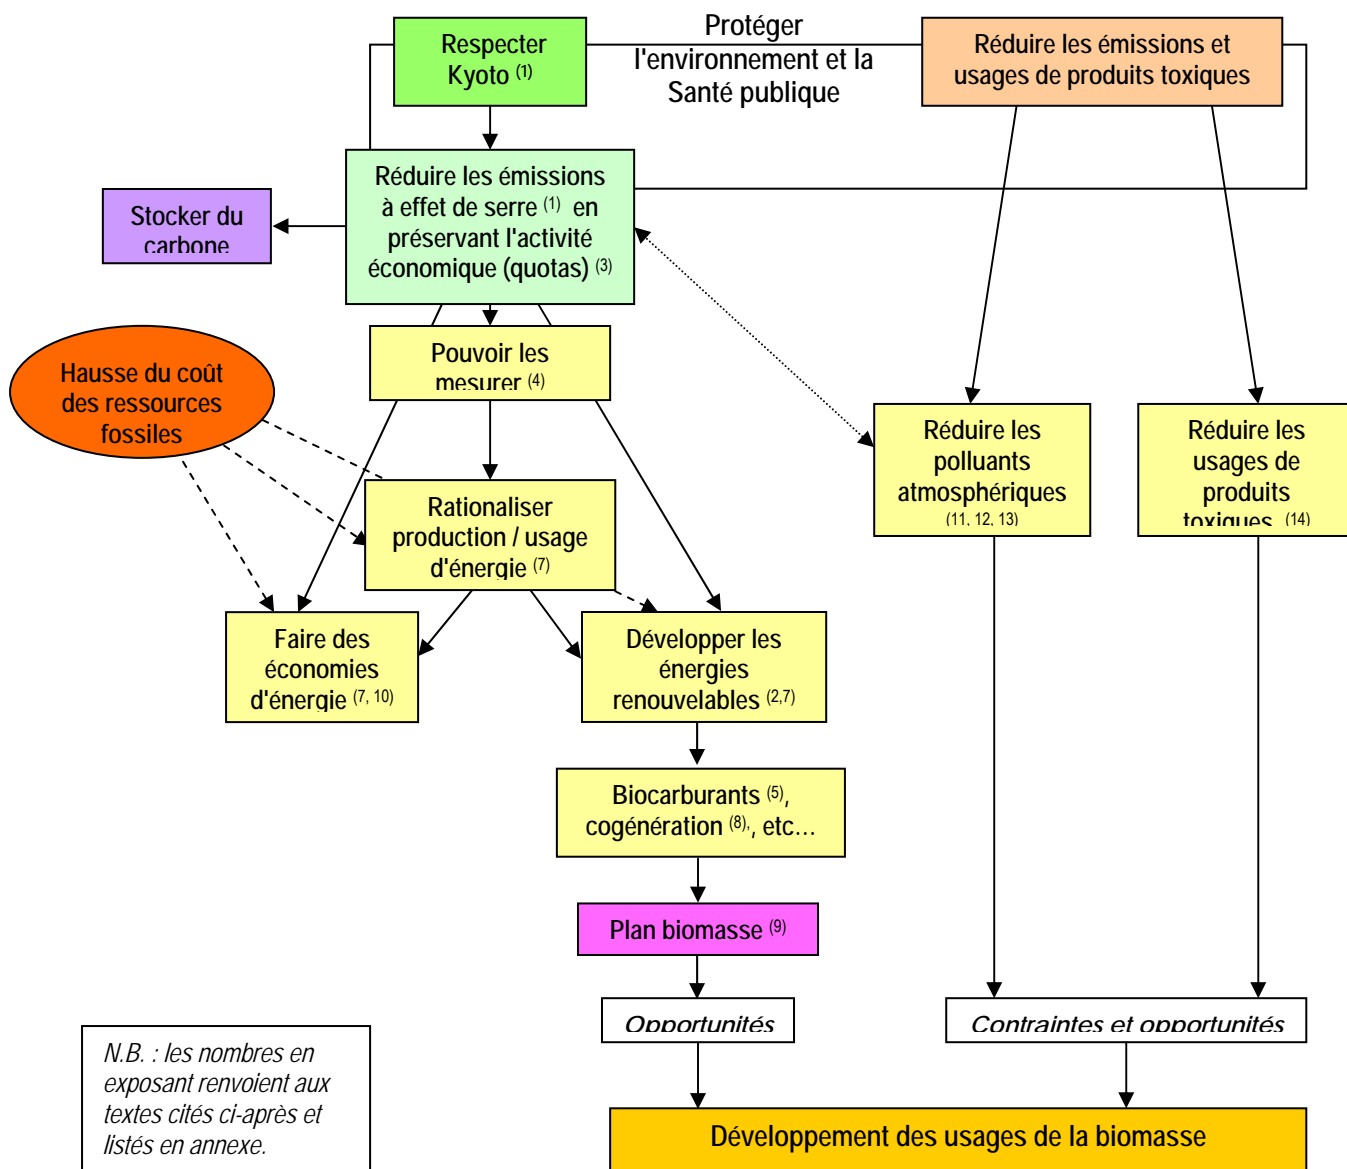 Respecter
Kyoto (1)
Protéger
l'environnement et la
Santé publique
Réduire les émissions et
usages de produits toxiques
Réduire les émissions
à effet de serre (1) en
préservant l'activité
économique (quotas) (3)
Stocker du
carbone
Pouvoir les
mesurer (4)
Hausse du coût
des ressources
fossiles
Réduire les
polluants
atmosphériques
(11, 12, 13)
Réduire les
usages de
produits
toxiques (14)
Rationaliser
production / usage
d'énergie (7)
Faire des
économies
d'énergie (7, 10)
Développer les
énergies
renouvelables (2,7)
Biocarburants (5),
cogénération (8),, etc...
Plan biomasse (9)
Opportunités
Contraintes et opportunités
N.B. : les nombres en
exposant renvoient aux
textes cités ci-après et
listés en annexe.
Développement des usages de la biomasse